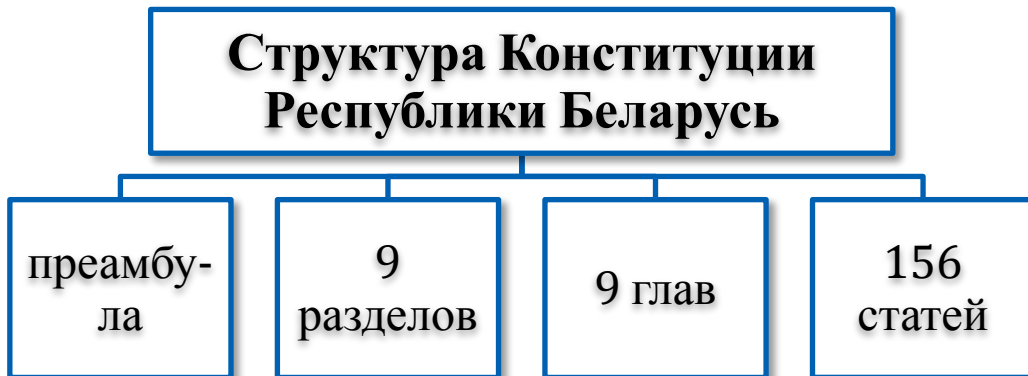 Структура Конституции
Республики Беларусь
преамбу-
ла
9
разделов
9 глав
156
статей